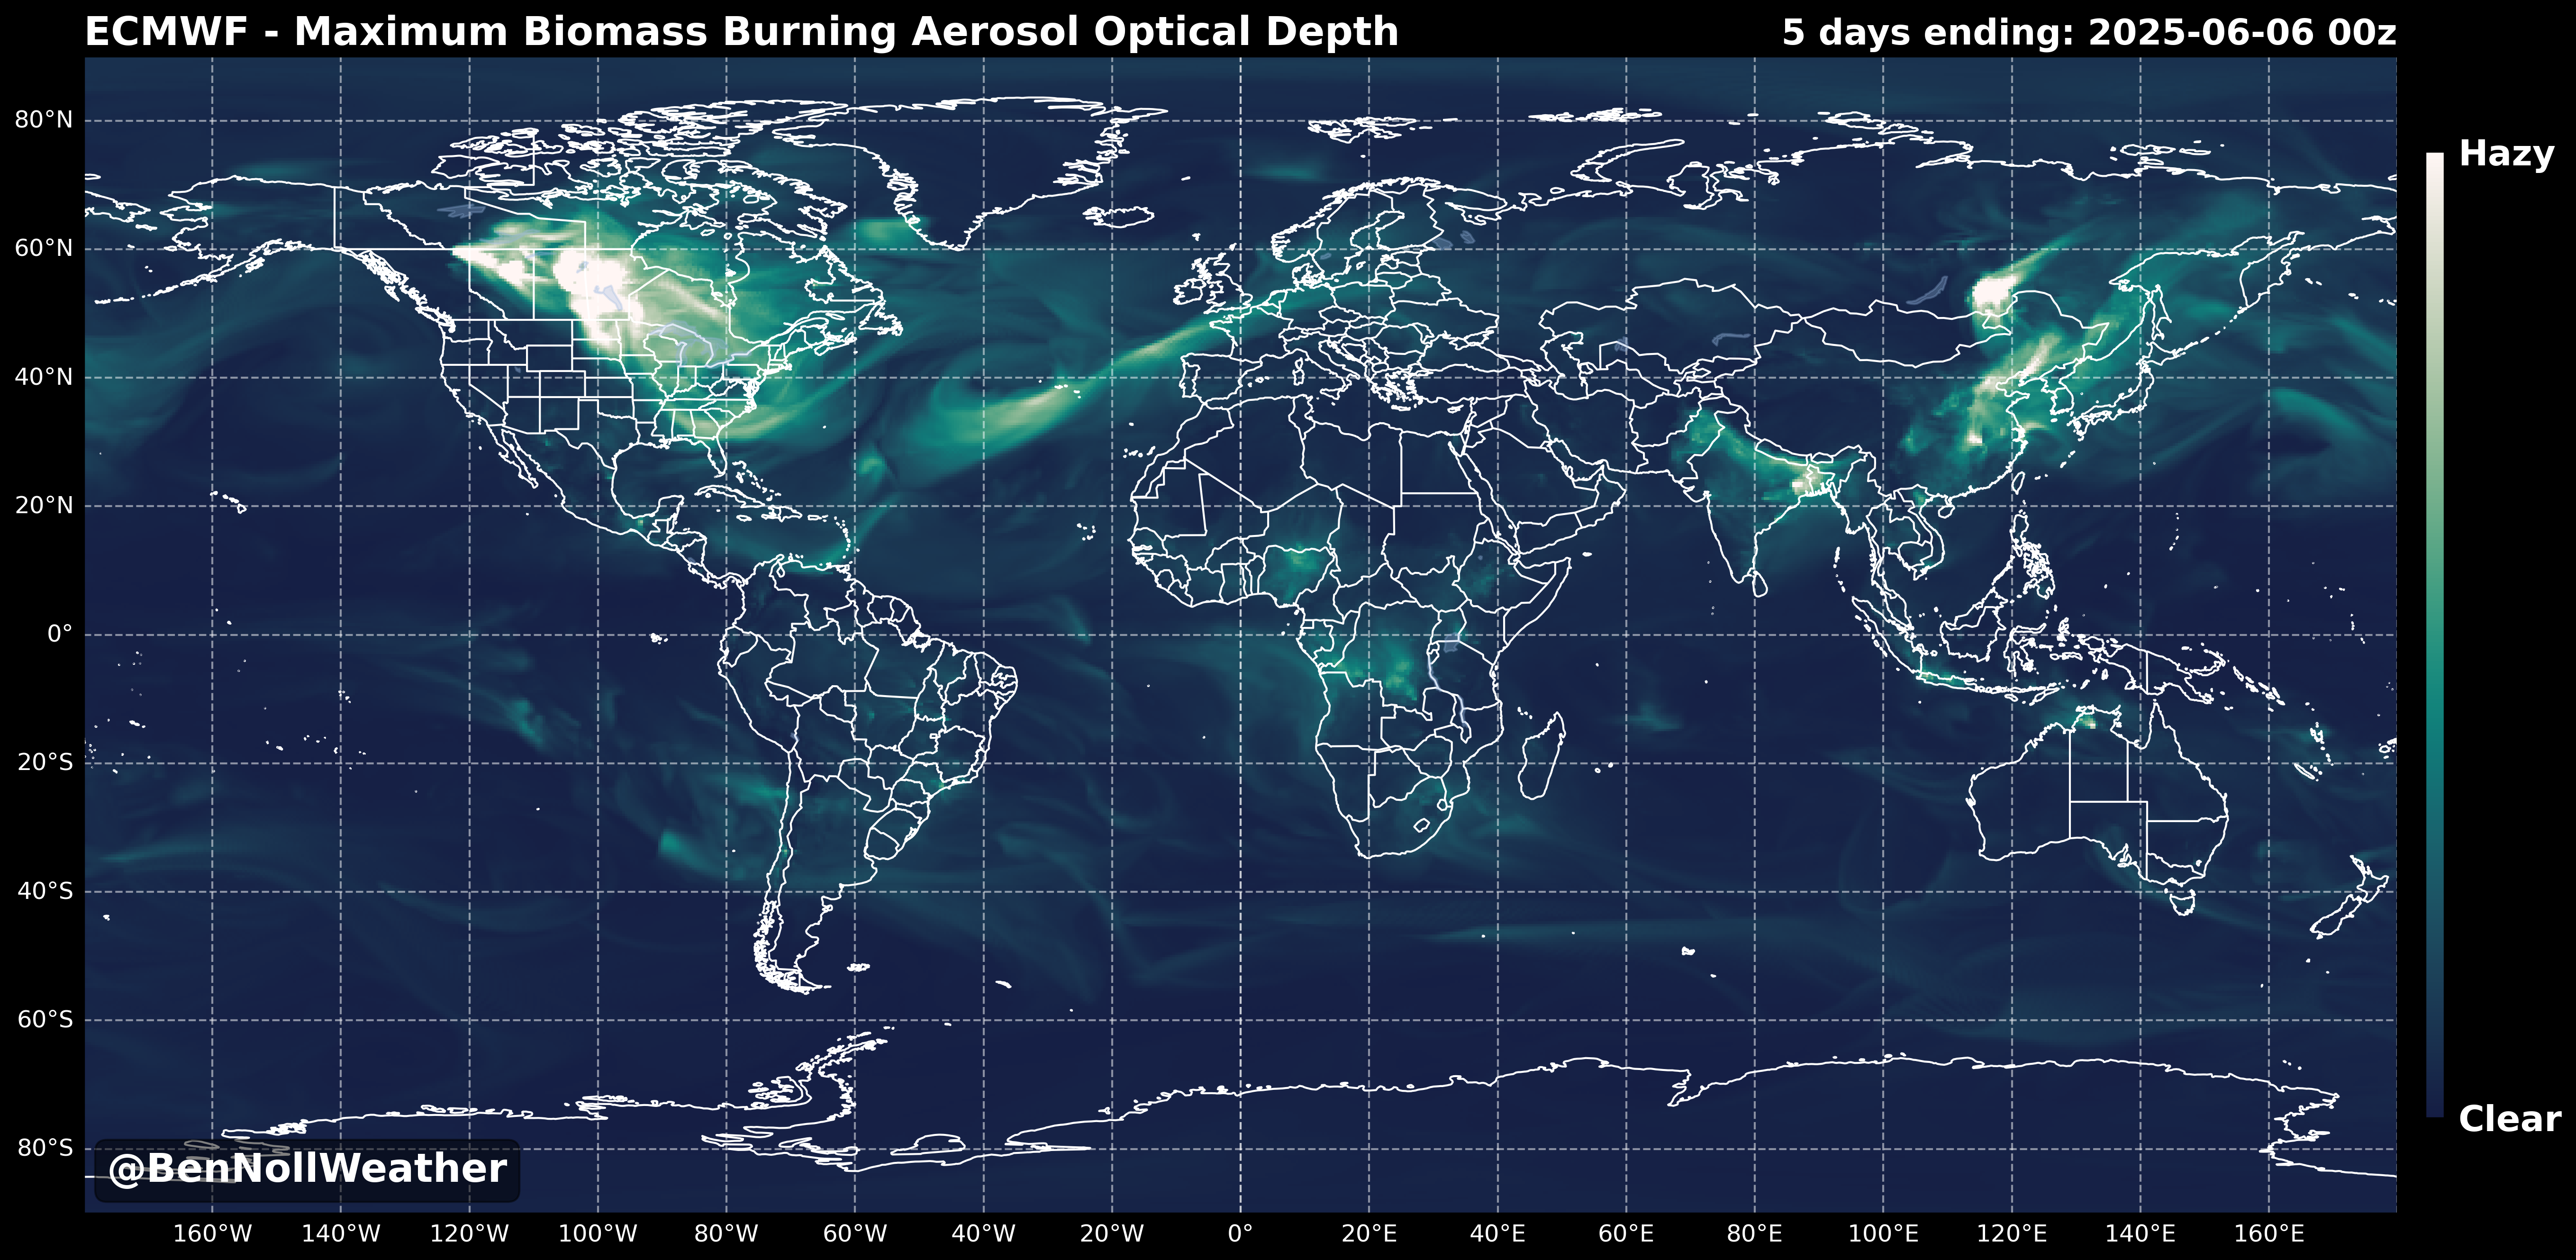 ECMWF - Maximum Biomass Burning Aerosol Optical Depth
5 days ending: 2025-06-06 00z
80°N
60°N
40°N
20°N
0°
20°S
40°S
60°S
80°S
Hazy
Clear
@BenNollWeather
160°W 140°W 120°W 100°W 80°W 60°W 40°W 20°W 0° 20°E 40°E 60°E 80°E 100°E 120°E 140°E 160°E